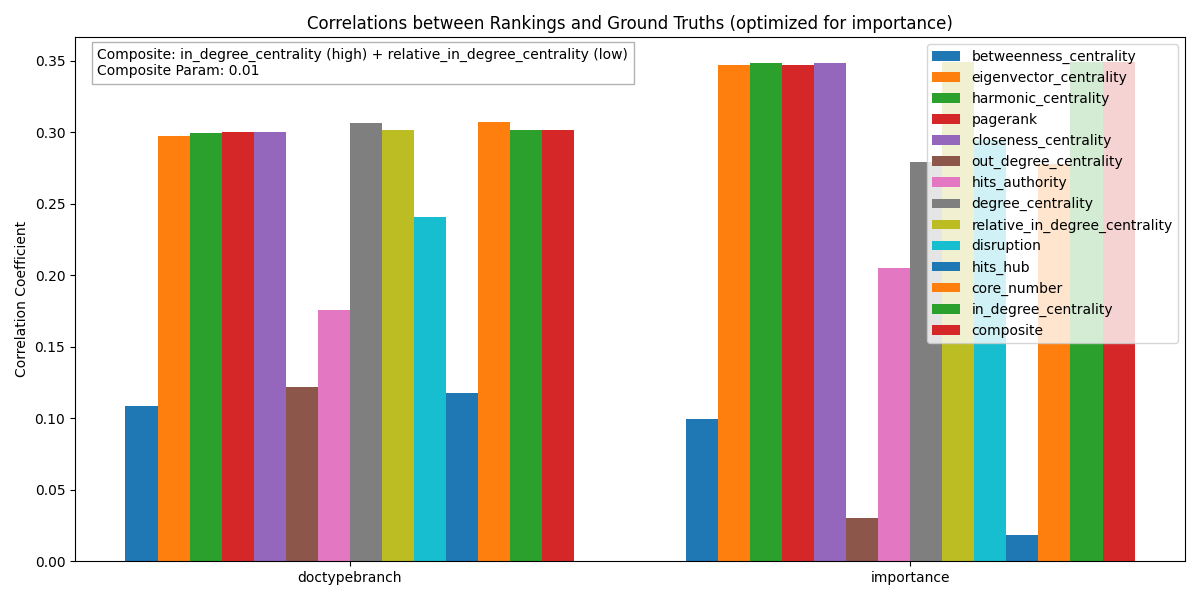 Correlations between Rankings and Ground Truths (optimized for importance)
Composite: in_degree_centrality (high) + relative_in_degree_centrality (low)
Composite Param: 0.01
betweenness_centrality
eigenvector_centrality
harmonic_centrality
pagerank
closeness_centrality
out_degree_centrality
hits_authority
degree_centrality
relative_in_degree_centrality
disruption
hits_hub
core_number
in_degree_centrality
composite
Correlation Coefficient
0.35
0.30
0.25
0.20
0.15
0.10
0.05
0.00
doctypebranch
importance